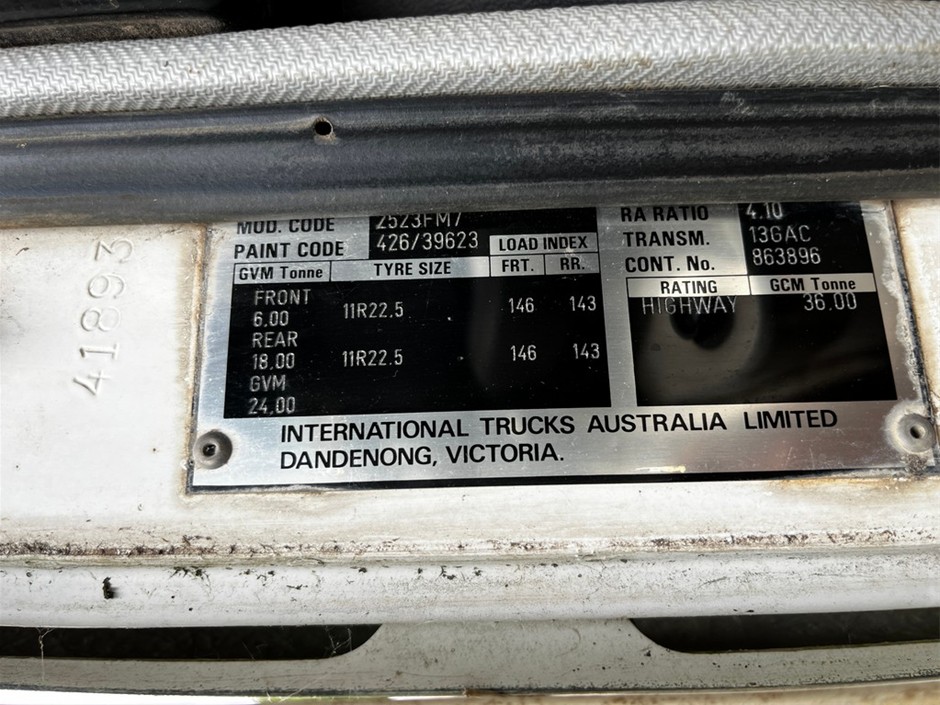 MOD. CODE 2523FM7
PAINT CODE 426/39623
LOAD INDEX
GVM Tonne TYRE SIZE FRT. RR.
FRONT
6.00 11R22.5 146 143
REAR
18.00 11R22.5 146 143
GVM
24.00
RA RATIO 4.10
TRANSM. 13GAC
CONT. No. 863896
RATING GCM Tonne
HIGHWAY 36.00
INTERNATIONAL TRUCKS AUSTRALIA LIMITED
DANDENONG, VICTORIA.
41893